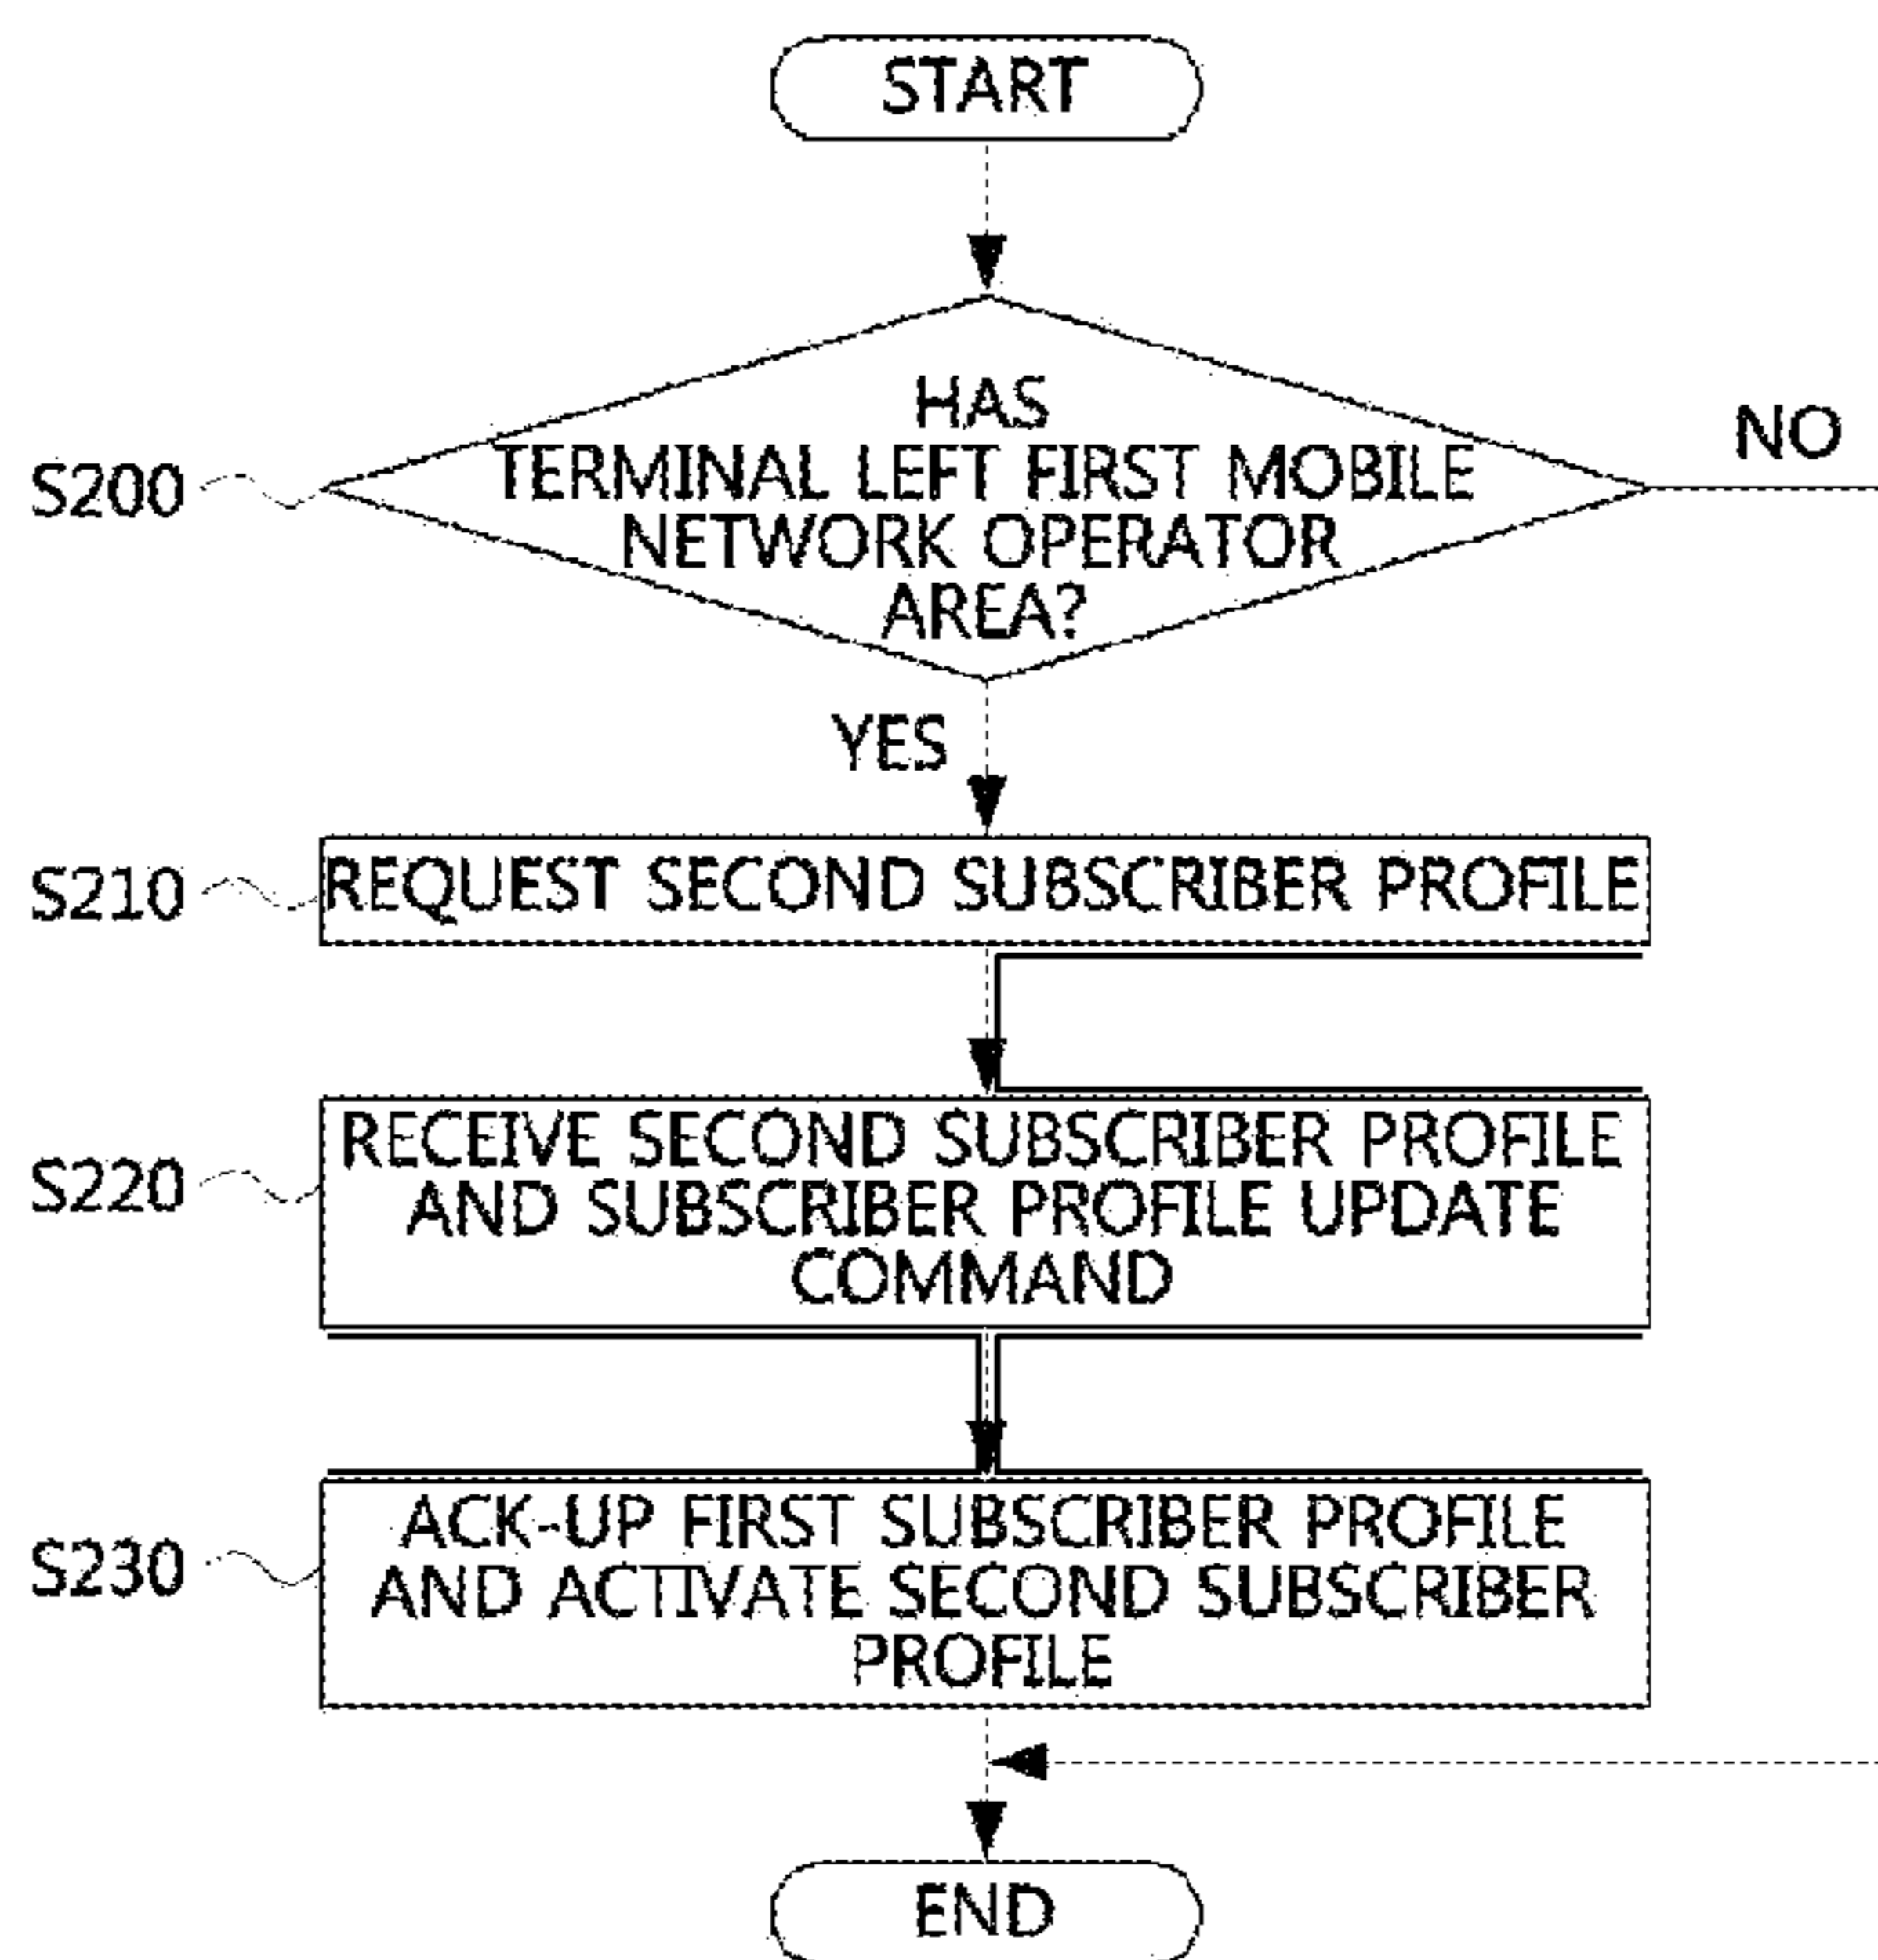 START
HAS
TERMINAL LEFT FIRST MOBILE
NETWORK OPERATOR
AREA?
NO
S200
YES
S210
REQUEST SECOND SUBSCRIBER PROFILE
S220
RECEIVE SECOND SUBSCRIBER PROFILE
AND SUBSCRIBER PROFILE UPDATE
COMMAND
S230
ACK-UP FIRST SUBSCRIBER PROFILE
AND ACTIVATE SECOND SUBSCRIBER
PROFILE
END